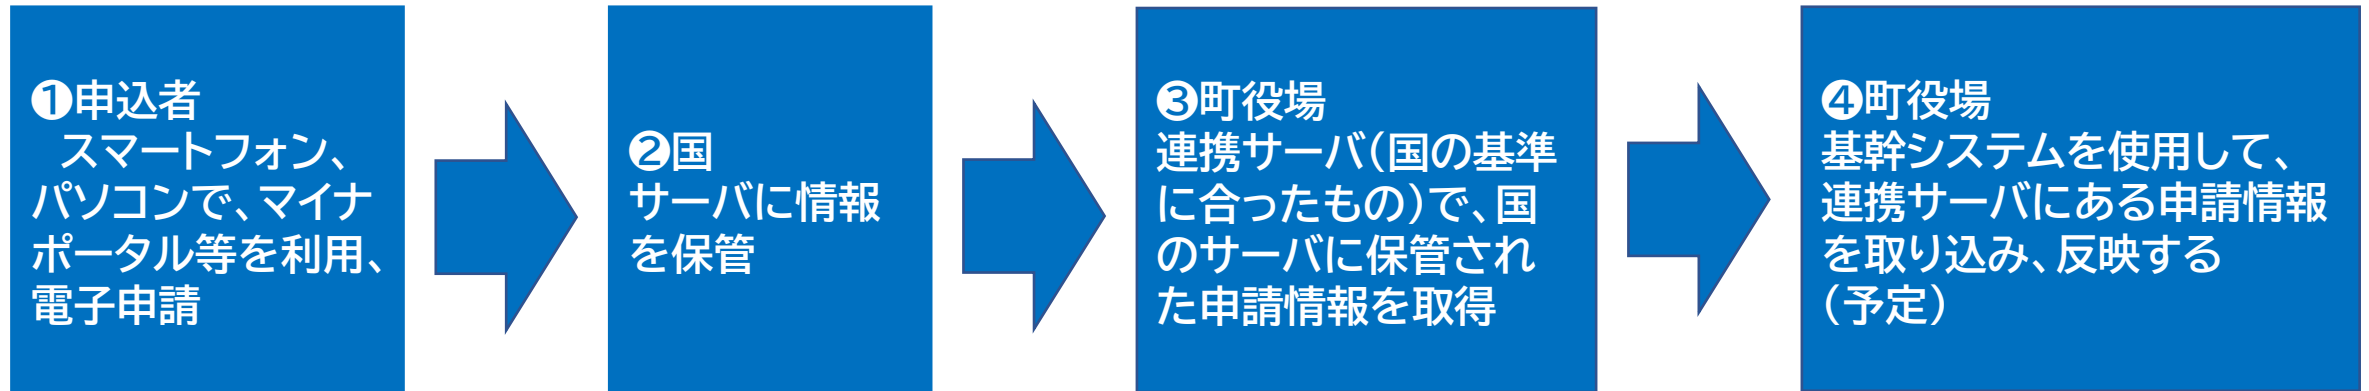 ❶申込者
スマートフォン、
パソコンで、マイナ
ポータル等を利用、
電子申請
❷国
サーバに情報
を保管
❸町役場
連携サーバ(国の基準
に合ったもの)で、国
のサーバに保管され
た申請情報を取得
❹町役場
基幹システムを使用して、
連携サーバにある申請情報
を取り込み、反映する
(予定)